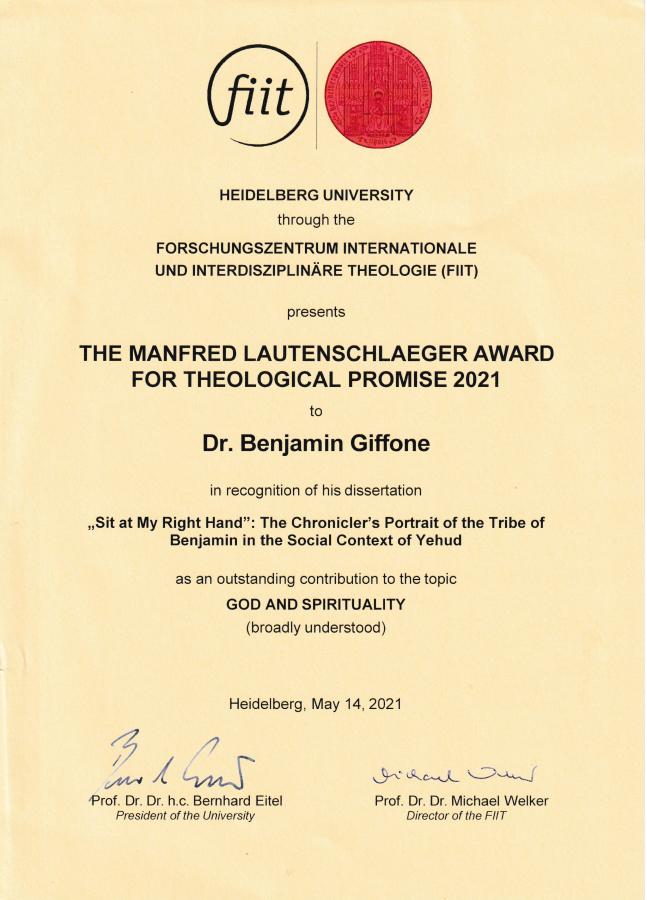 fiit
HEIDELBERG UNIVERSITY
through the
FORSCHUNGSZENTRUM INTERNATIONALE
UND INTERDISZIPLINÄRE THEOLOGIE (FIIT)
presents
THE MANFRED LAUTENSCHLAEGER AWARD
FOR THEOLOGICAL PROMISE 2021
to
Dr. Benjamin Giffone
in recognition of his dissertation
„Sit at My Right Hand”: The Chronicler’s Portrait of the Tribe of
Benjamin in the Social Context of Yehud
as an outstanding contribution to the topic
GOD AND SPIRITUALITY
(broadly understood)
Heidelberg, May 14, 2021
Michael
Prof. Dr. Dr. h.c. Bernhard Eitel
President of the University
Prof. Dr. Dr. Michael Welker
Director of the FIIT